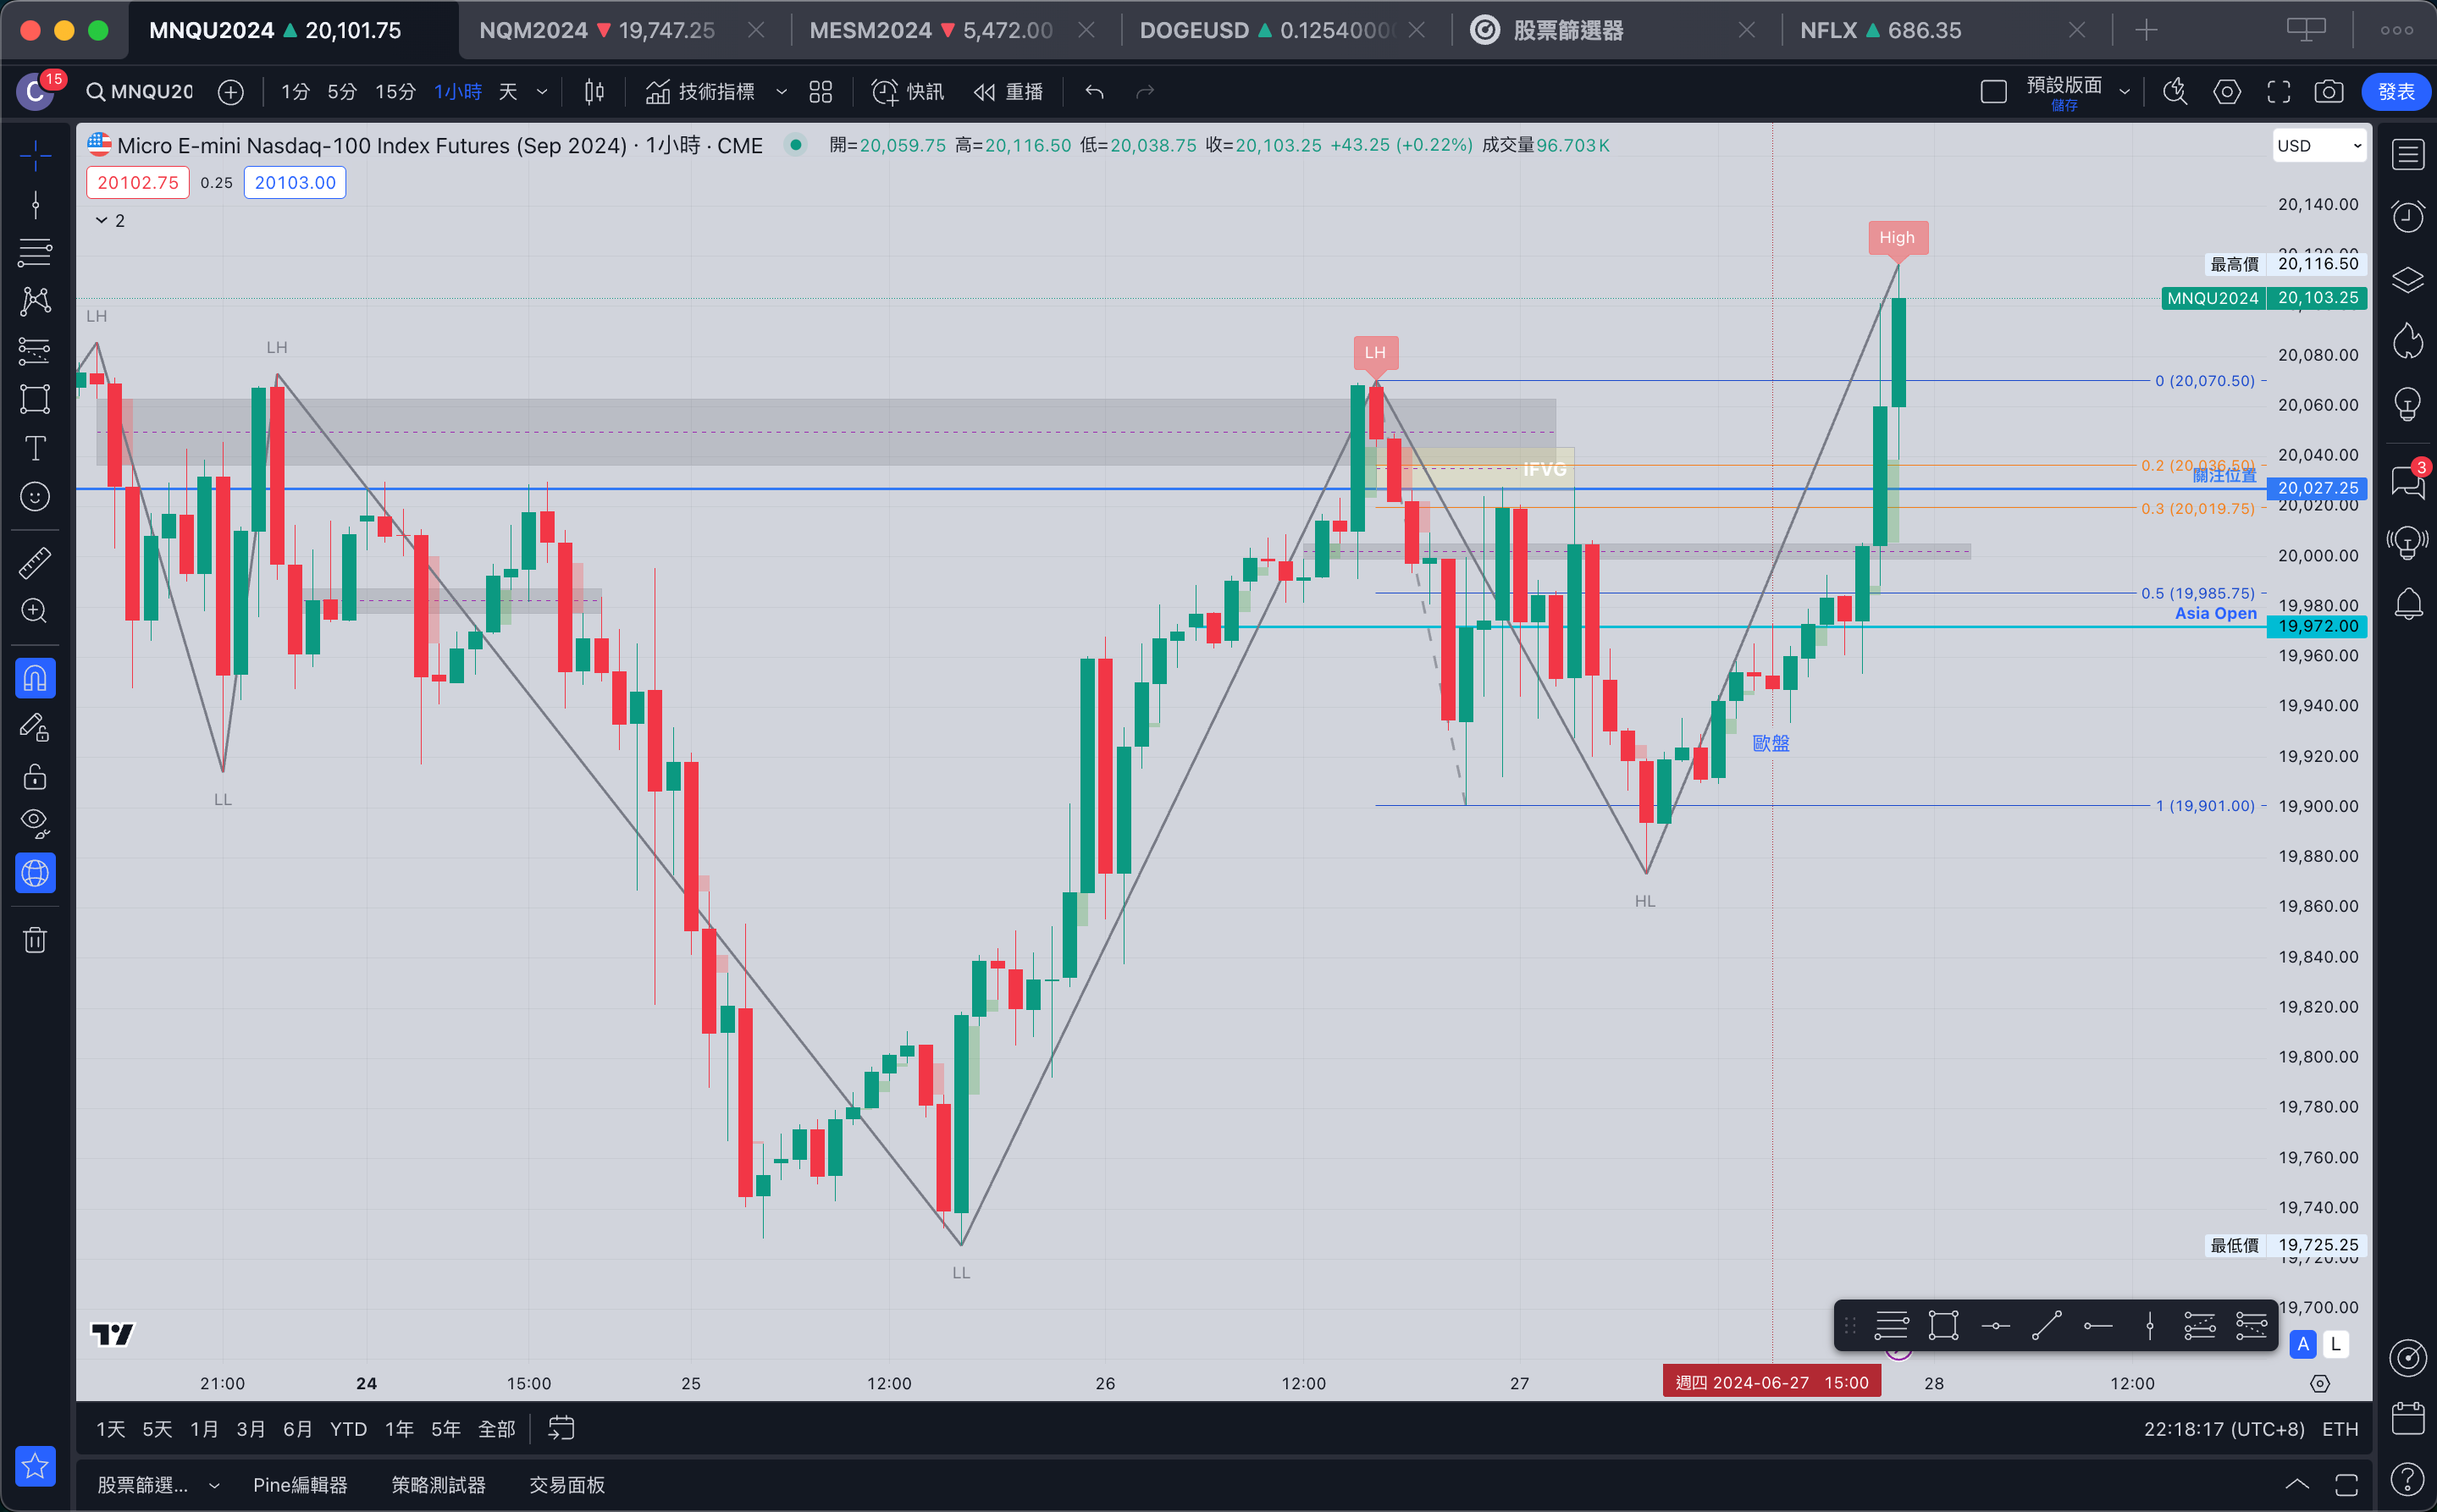 MNQU2024 ▲ 20,101.75
NQM2024 ▼ 19,747.25
MESM2024 ▼ 5,472.00
DOGEUSD ▲ 0.1254000
股票篩選器
NFLX ▲ 686.35
C 15
MNQU20
1分 5分 15分 1小時 天
技術指標
快訊
重播
預設版面
儲存
發表
Micro E-mini Nasdaq-100 Index Futures (Sep 2024) · 1小時 · CME
開=20,059.75 高=20,116.50 低=20,038.75 收=20,103.25 +43.25 (+0.22%) 成交量96.703K
USD
20102.75 0.25 20103.00
2
20,140.00
High
最高價 20,116.50
MNQU2024 20,103.25
LH
LH
LH
20,080.00
0 (20,070.50)
20,060.00
20,040.00
IFVG
0.2 (20,036.50)
關注位置
20,027.25
20,020.00
0.3 (20,019.75)
20,000.00
0.5 (19,985.75)
19,980.00
Asia Open
19,972.00
19,960.00
19,940.00
歐盤
19,920.00
LL
1 (19,901.00)
19,900.00
19,880.00
HL
19,860.00
19,840.00
19,820.00
19,800.00
19,780.00
19,760.00
19,740.00
最低價 19,725.25
19,720.00
LL
19,700.00
A L
3
21:00 24 15:00 25 12:00 26 12:00 27 週四 2024-06-27 15:00 28 12:00
1天 5天 1月 3月 6月 YTD 1年 5年 全部
22:18:17 (UTC+8) ETH
股票篩選... Pine編輯器 策略測試器 交易面板